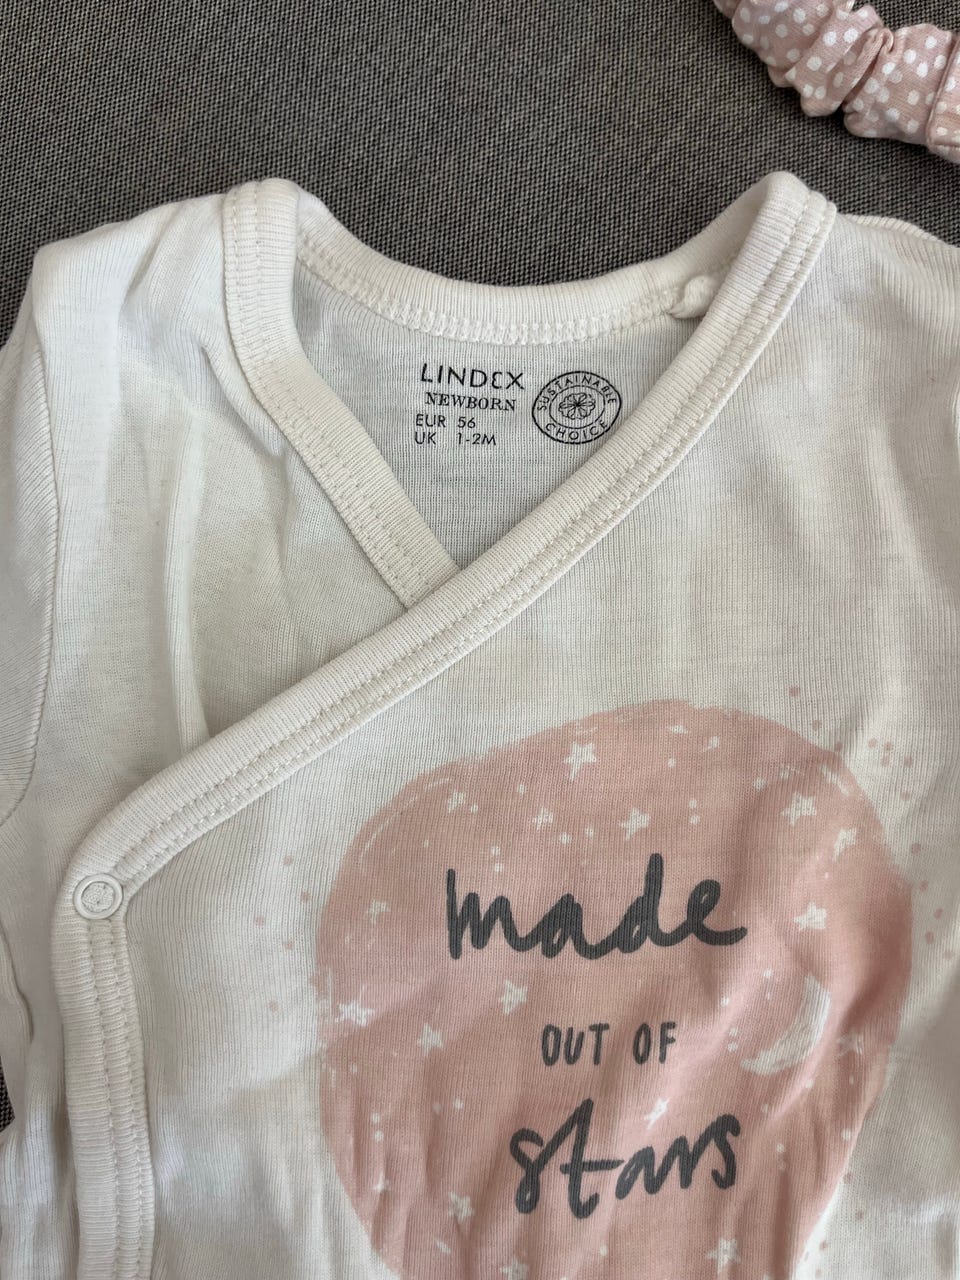 LINDEX
NEWBORN
EUR 56
UK 1-2M
SUSTAINABLE
CHOICE
made
OUT OF
stars